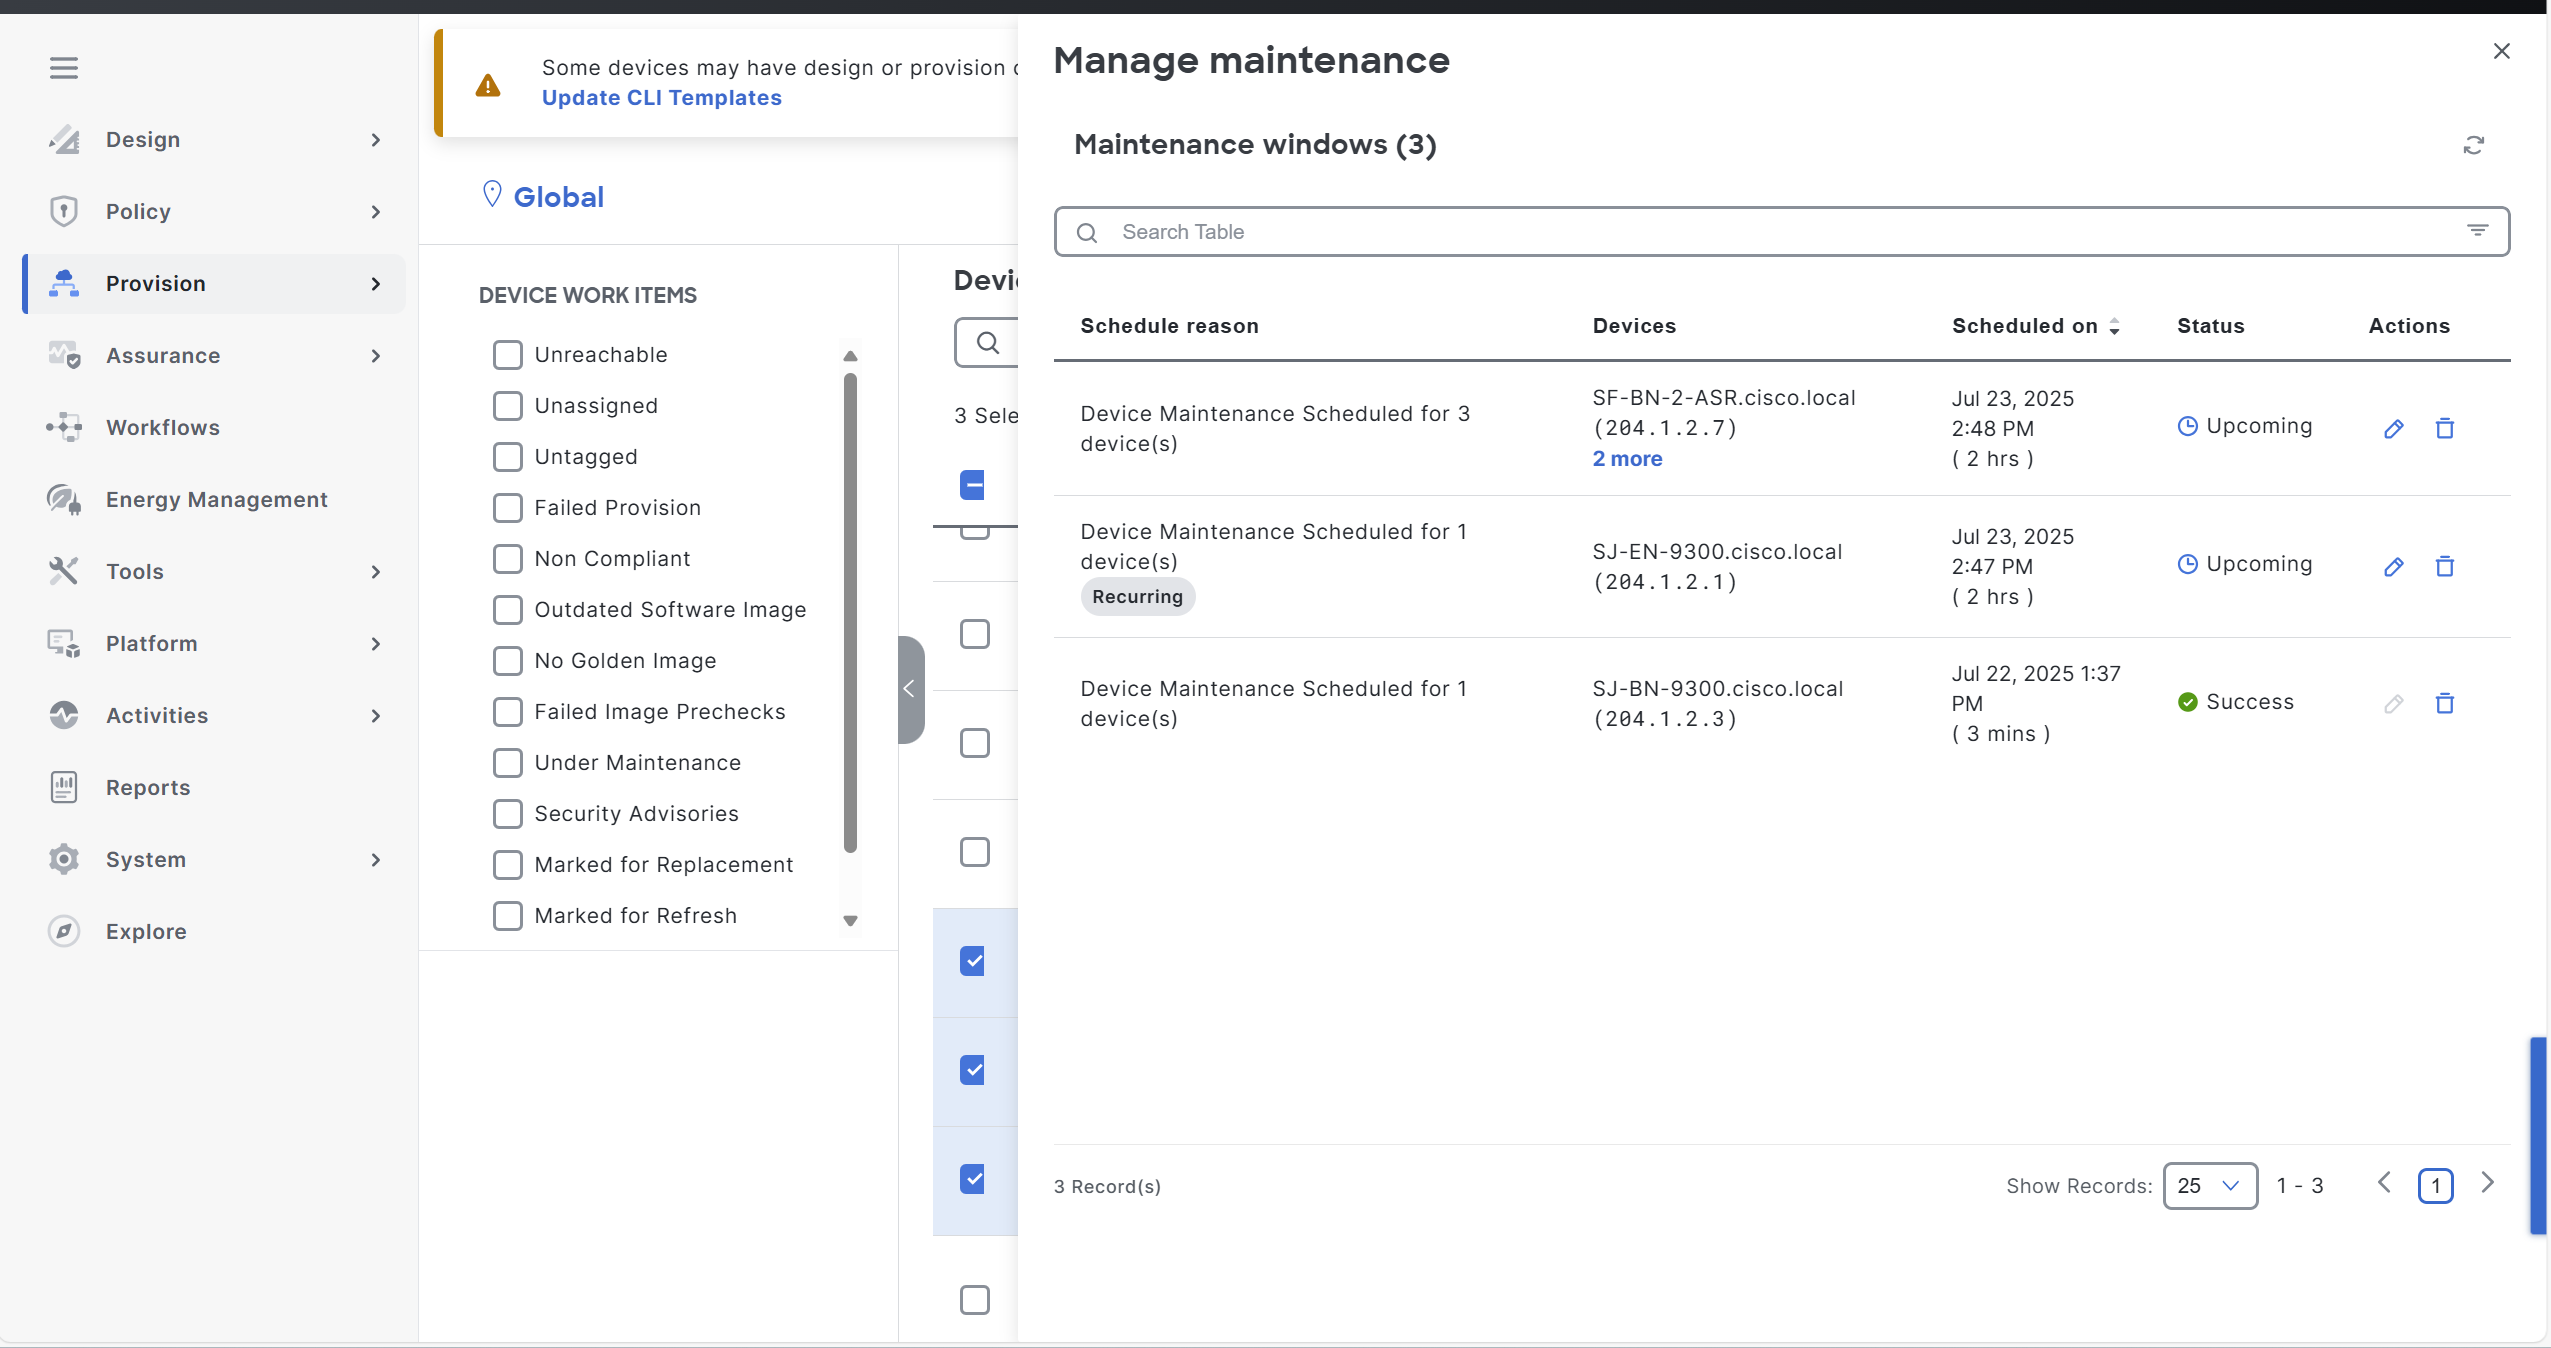 Design
Policy
Provision
Assurance
Workflows
Energy Management
Tools
Platform
Activities
Reports
System
Explore
Some devices may have design or provision
Update CLI Templates
Global
DEVICE WORK ITEMS
Unreachable
Unassigned
Untagged
Failed Provision
Non Compliant
Outdated Software Image
No Golden Image
Failed Image Prechecks
Under Maintenance
Security Advisories
Marked for Replacement
Marked for Refresh
Devi
3 Sele
Manage maintenance
Maintenance windows (3)
Search Table
Schedule reason Devices Scheduled on Status Actions
Device Maintenance Scheduled for 3
device(s)
SF-BN-2-ASR.cisco.local
(204.1.2.7)
2 more
Jul 23, 2025
2:48 PM
( 2 hrs )
Upcoming
Device Maintenance Scheduled for 1
device(s)
Recurring
SJ-EN-9300.cisco.local
(204.1.2.1)
Jul 23, 2025
2:47 PM
( 2 hrs )
Upcoming
Device Maintenance Scheduled for 1
device(s)
SJ-BN-9300.cisco.local
(204.1.2.3)
Jul 22, 2025 1:37
PM
( 3 mins )
Success
3 Record(s)
Show Records: 25 1 - 3 1